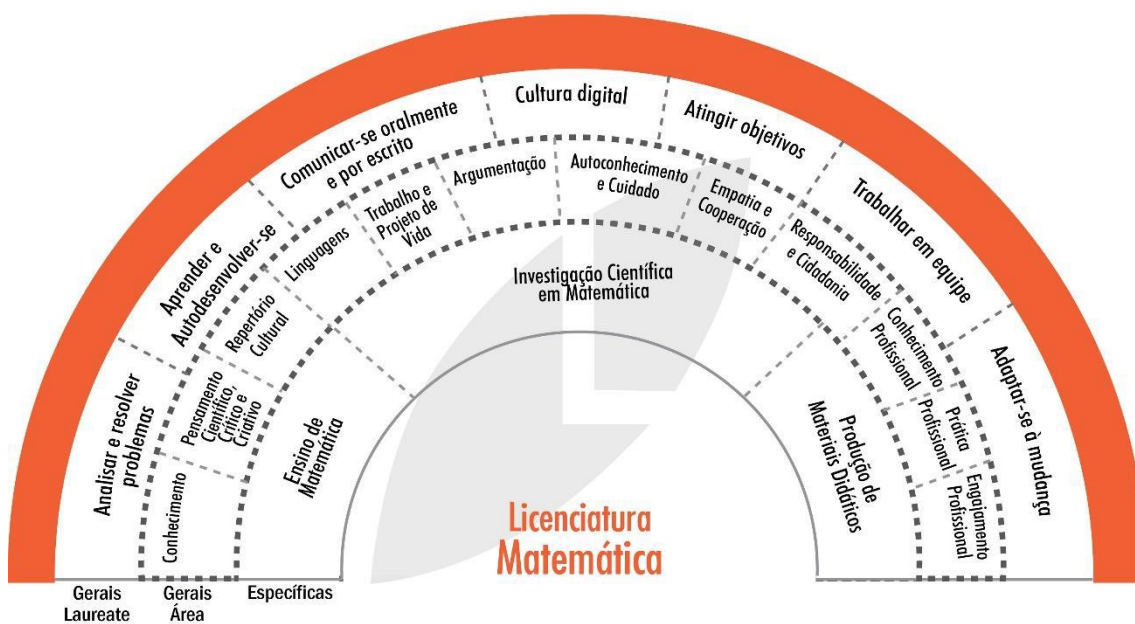 Analisar e resolver
problemas
Aprender e
Autodesenvolver-se
Comunicar-se oralmente
e por escrito
Cultura digital
Atingir objetivos
Trabalhar em equipe
Adaptar-se à mudança
Conhecimento
Pensamento
Científico,
Crítico e
Criativo
Repertório
Cultural
Linguagens
Trabalho e
Projeto de
Vida
Argumentação
Autoconhecimento
e Cuidado
Empatia e
Cooperação
Responsabilidade
e Cidadania
Conhecimento
Profissional
Prática
Profissional
Engajamento
Profissional
Ensino de
Matemática
Investigação Científica
em Matemática
Produção de
Materiais Didáticos
Licenciatura
Matemática
Gerais
Laureate
Gerais
Área
Específicas